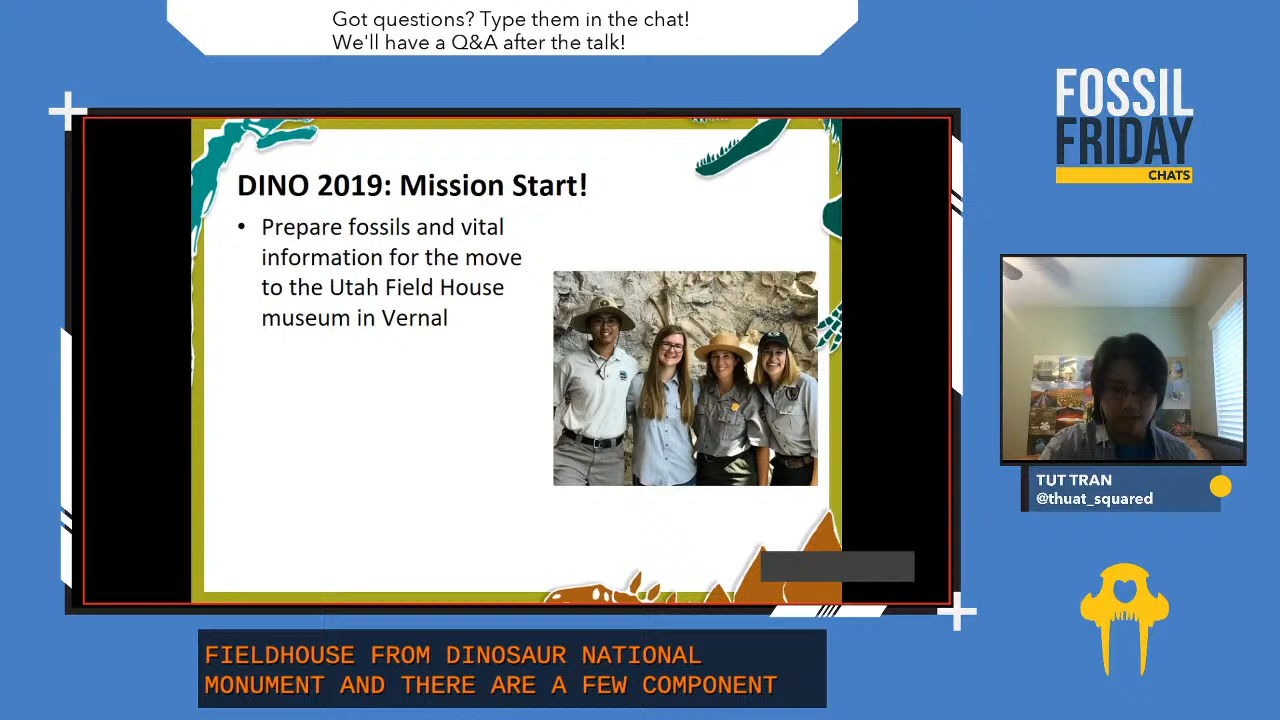 Got questions? Type them in the chat!
We'll have a Q&A after the talk!
FOSSIL
FRIDAY
CHATS
DINO 2019: Mission Start!
• Prepare fossils and vital
information for the move
to the Utah Field House
museum in Vernal
TUT TRAN
@thuat_squared
FIELDHOUSE FROM DINOSAUR NATIONAL
MONUMENT AND THERE ARE A FEW COMPONENT